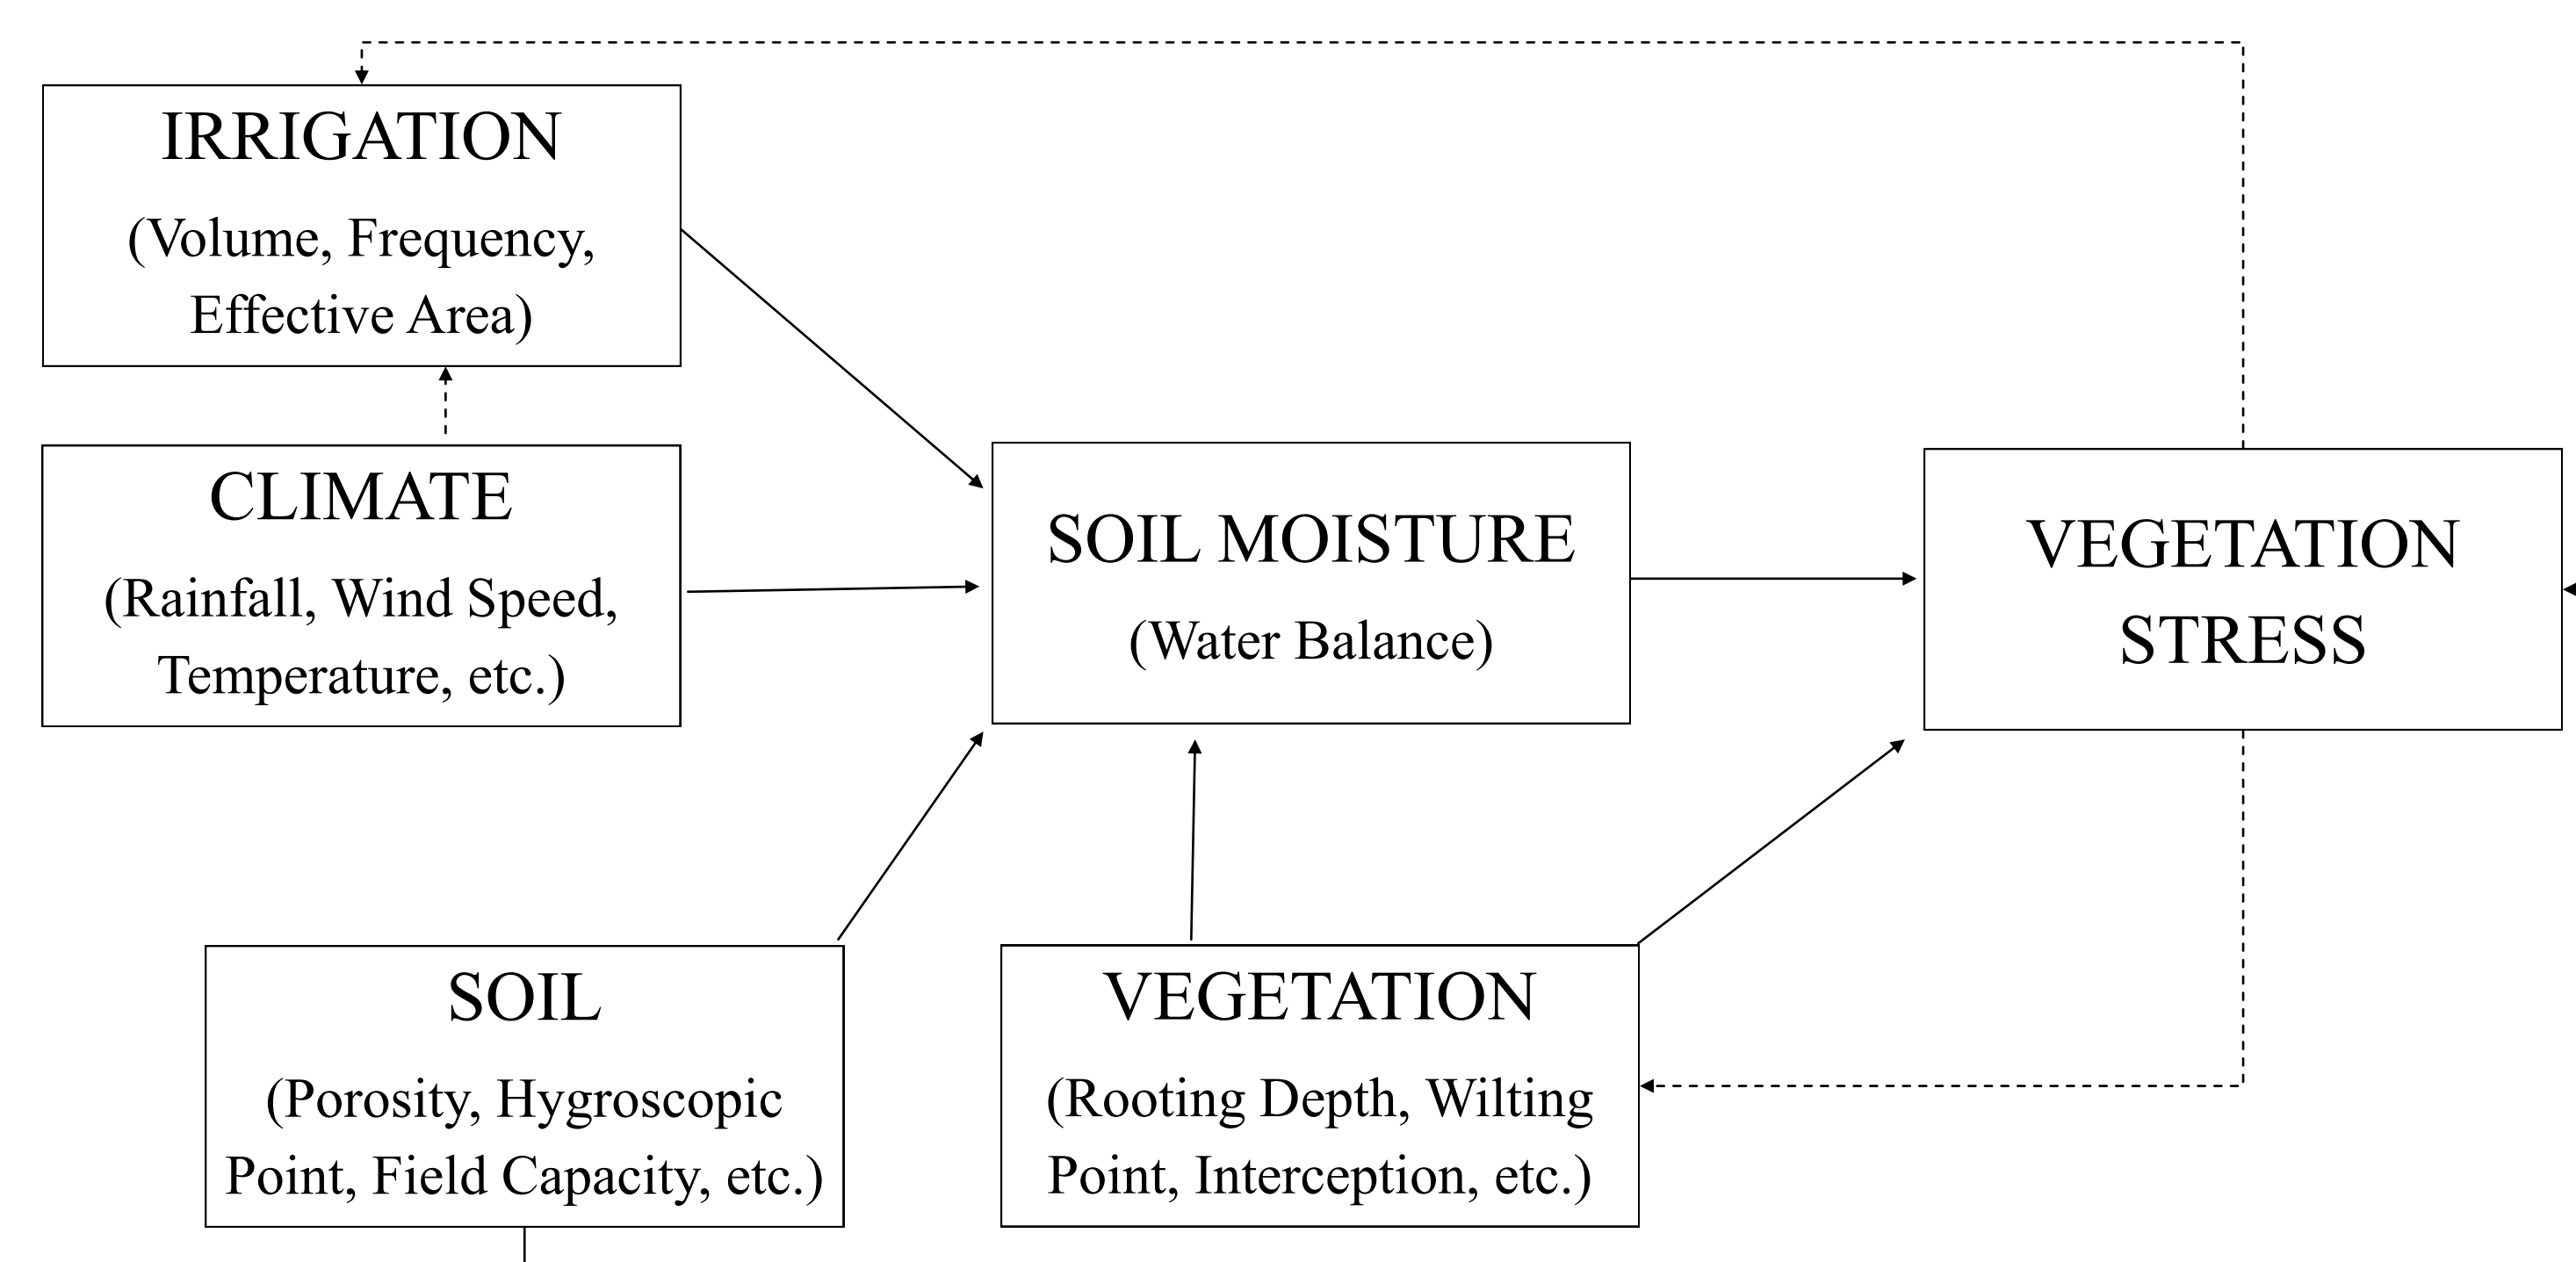 IRRIGATION
(Volume, Frequency,
Effective Area)
CLIMATE
(Rainfall, Wind Speed,
Temperature, etc.)
SOIL MOISTURE
(Water Balance)
VEGETATION
STRESS
SOIL
(Porosity, Hygroscopic
Point, Field Capacity, etc.)
VEGETATION
(Rooting Depth, Wilting
Point, Interception, etc.)